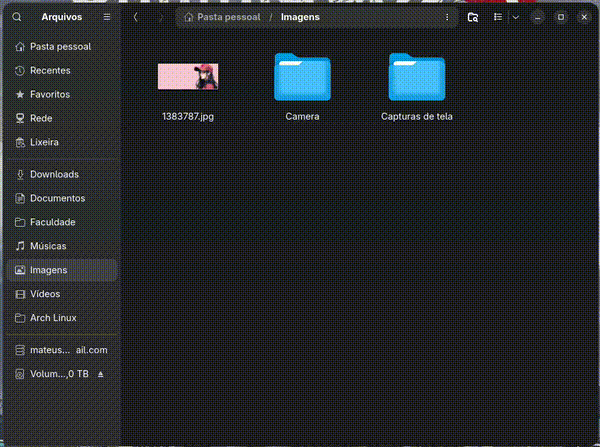 Arquivos
Pasta pessoal / Imagens
Pasta pessoal
Recentes
Favoritos
Rede
Lixeira
Downloads
Documentos
Faculdade
Músicas
Imagens
Vídeos
Arch Linux
mateus... ail.com
Volum...,0 TB
1383787.jpg
Camera
Capturas de tela